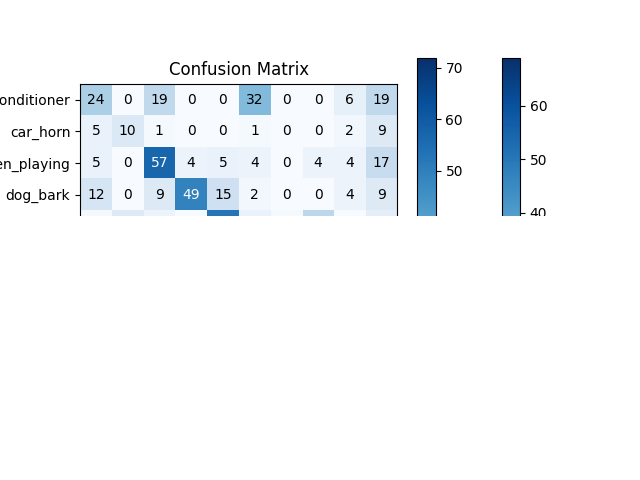 Confusion Matrix
onditioner 24 0 19 0 0 32 0 0 6 19
car_horn 5 10 1 0 0 1 0 0 2 9
en_playing 5 0 57 4 5 4 0 4 4 17
dog_bark 12 0 9 49 15 2 0 0 4 9
70
60
50
60
50
40